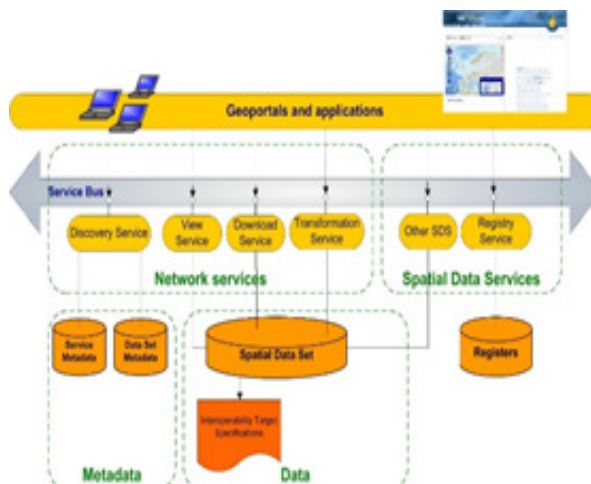 Geoportals and applications
Service Bus
Discovery Service
View
Service
Download
Service
Transformation
Service
Other SDS
Registry
Service
Network services
Spatial Data Services
Service
Metadata
Data Set
Metadata
Spatial Data Set
Registers
Interoperability Target
Specifications
Metadata
Data